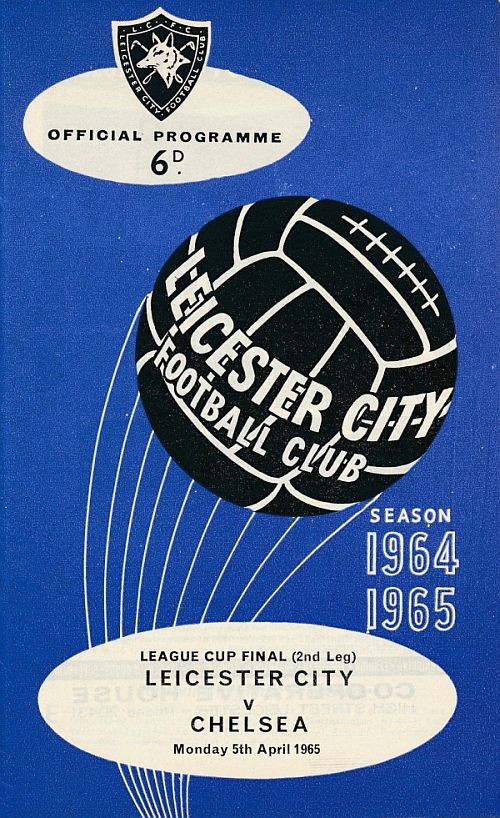 L.C.F.C.
LEICESTER CITY FOOTBALL CLUB
OFFICIAL PROGRAMME
6D.
LEICESTER CITY
FOOTBALL CLUB
SEASON
1964
1965
LEAGUE CUP FINAL (2nd Leg)
LEICESTER CITY
v
CHELSEA
Monday 5th April 1965